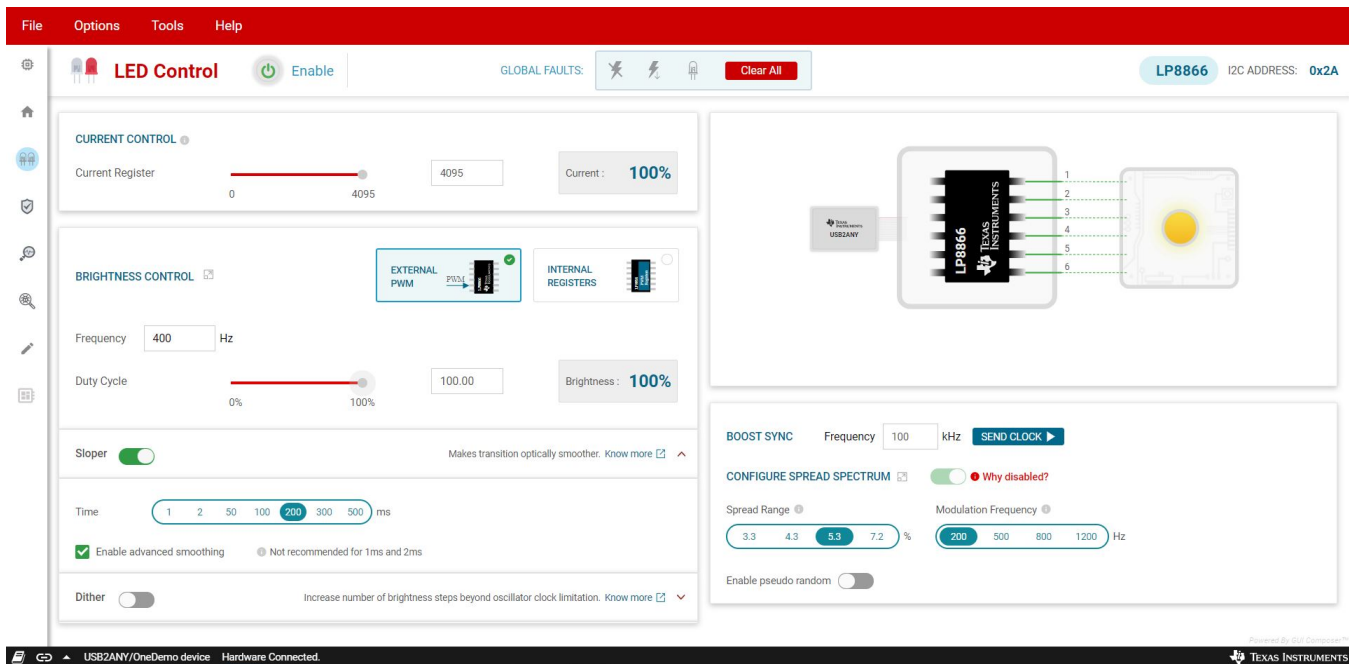 File Options Tools Help
LED Control Enable GLOBAL FAULTS: Clear All LP8866 I2C ADDRESS: 0x2A
CURRENT CONTROL
Current Register 4095 Current : 100%
0 4095
BRIGHTNESS CONTROL
EXTERNAL PWM
PWM
INTERNAL REGISTERS
Frequency 400 Hz
Duty Cycle 100.00 Brightness : 100%
0% 100%
Sloper Makes transition optically smoother. Know more
Time 1 2 50 100 200 300 500 ms
Enable advanced smoothing Not recommended for 1ms and 2ms
Dither Increase number of brightness steps beyond oscillator clock limitation. Know more
TEXAS INSTRUMENTS
USB2ANY
LP8866
TEXAS INSTRUMENTS
1
2
3
4
5
6
BOOST SYNC Frequency 100 kHz SEND CLOCK
CONFIGURE SPREAD SPECTRUM Why disabled?
Spread Range Modulation Frequency
3.3 4.3 5.3 7.2 % 200 500 800 1200 Hz
Enable pseudo random
Powered By GUI Composer™
USB2ANY/OneDemo device Hardware Connected. TEXAS INSTRUMENTS